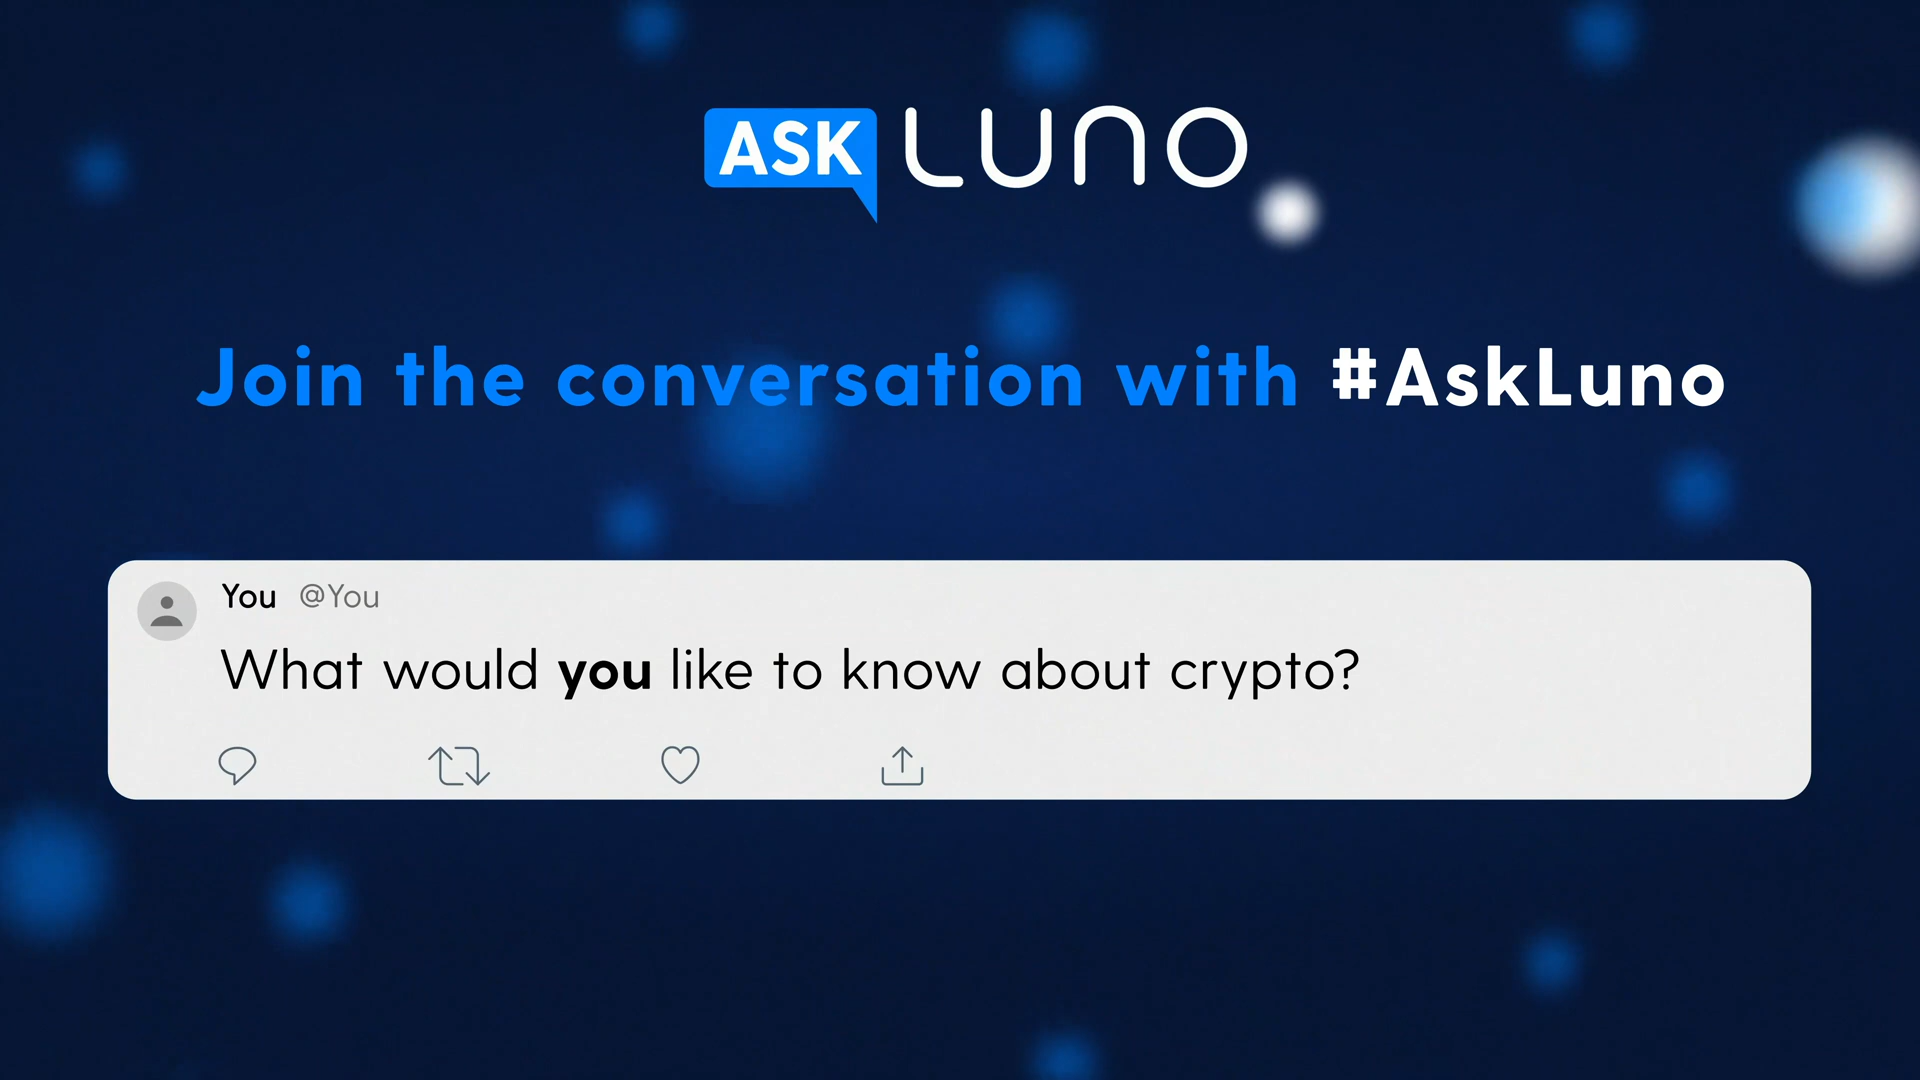 ASK LUNO
Join the conversation with #AskLuno
You @You
What would you like to know about crypto?